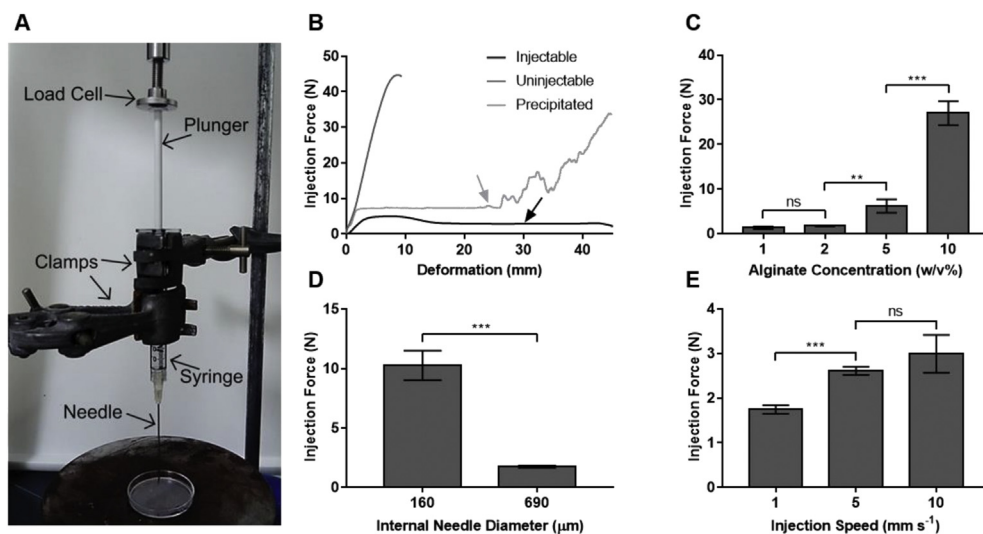 A
Load Cell
Plunger
Clamps
Syringe
Needle
B
Injection Force (N)
50
40
30
20
10
0
Injectable
Uninjectable
Precipitated
0 10 20 30 40
Deformation (mm)
C
Injection Force (N)
40
30
20
10
0
ns
**
***
1 2 5 10
Alginate Concentration (w/v%)
D
Injection Force (N)
15
10
5
0
***
160 690
Internal Needle Diameter (μm)
E
Injection Force (N)
4
3
2
1
0
***
ns
1 5 10
Injection Speed (mm s⁻¹)